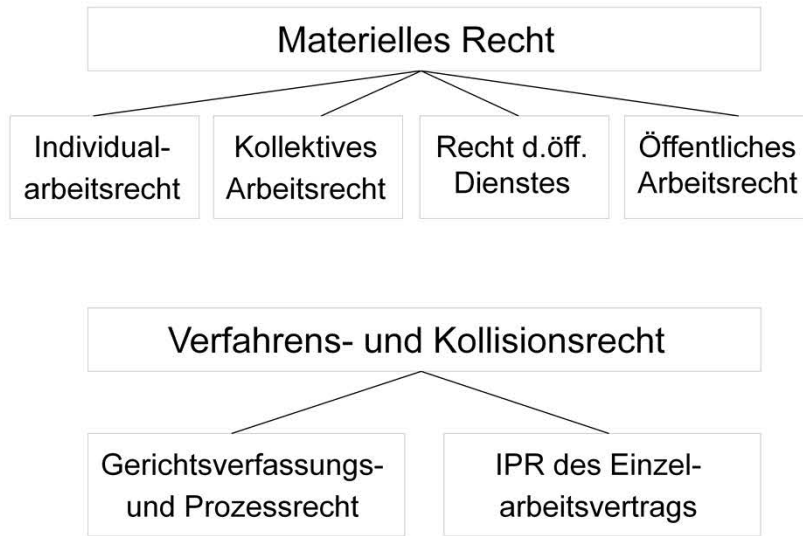 Materielles Recht
Individual-
arbeitsrecht
Kollektives
Arbeitsrecht
Recht d.öff.
Dienstes
Öffentliches
Arbeitsrecht
Verfahrens- und Kollisionsrecht
Gerichtsverfassungs-
und Prozessrecht
IPR des Einzel-
arbeitsvertrags